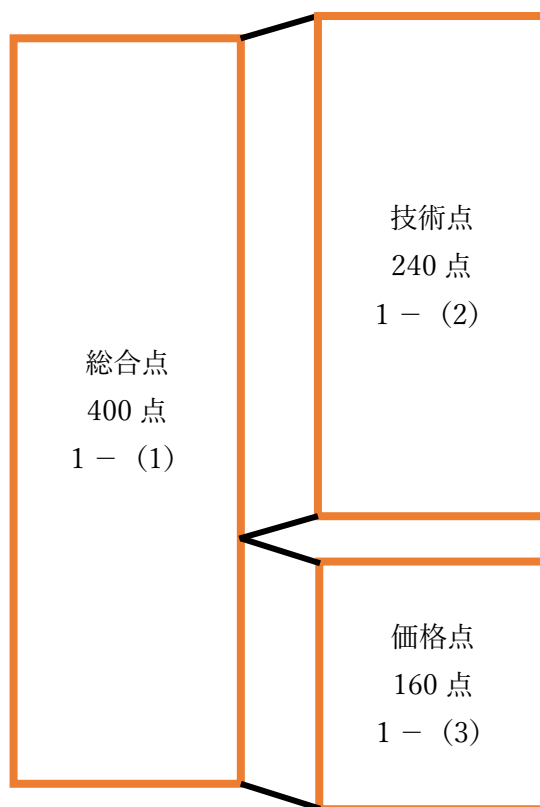 技術点
240 点
1 － （2）
総合点
400 点
1 － （1）
価格点
160 点
1 － （3）